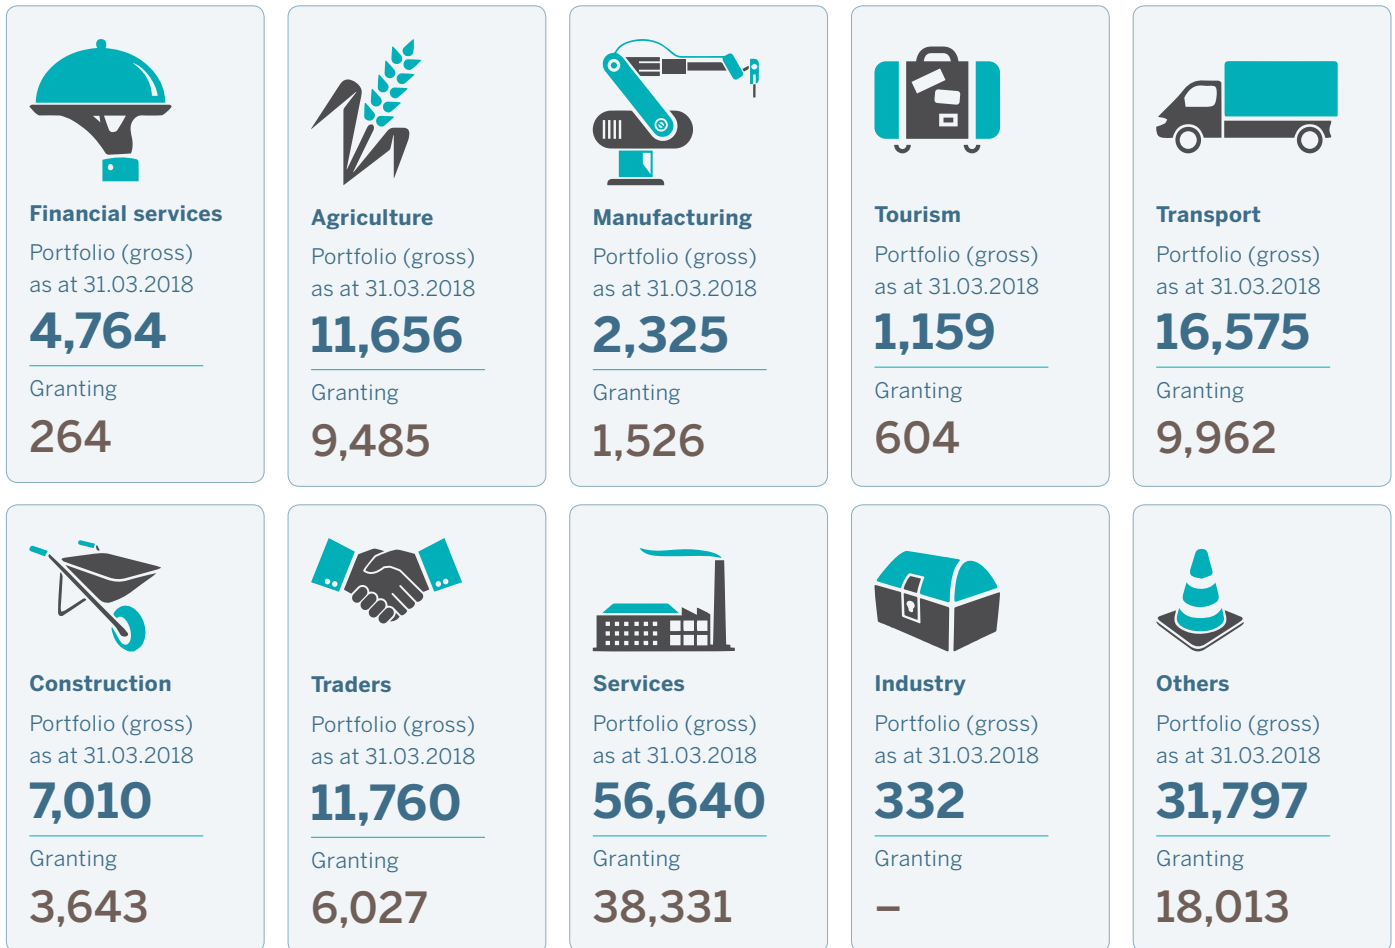 Financial services
Portfolio (gross)
as at 31.03.2018
4,764
Granting
264
Agriculture
Portfolio (gross)
as at 31.03.2018
11,656
Granting
9,485
Manufacturing
Portfolio (gross)
as at 31.03.2018
2,325
Granting
1,526
Tourism
Portfolio (gross)
as at 31.03.2018
1,159
Granting
604
Transport
Portfolio (gross)
as at 31.03.2018
16,575
Granting
9,962
Construction
Portfolio (gross)
as at 31.03.2018
7,010
Granting
3,643
Traders
Portfolio (gross)
as at 31.03.2018
11,760
Granting
6,027
Services
Portfolio (gross)
as at 31.03.2018
56,640
Granting
38,331
Industry
Portfolio (gross)
as at 31.03.2018
332
Granting
–
Others
Portfolio (gross)
as at 31.03.2018
31,797
Granting
18,013